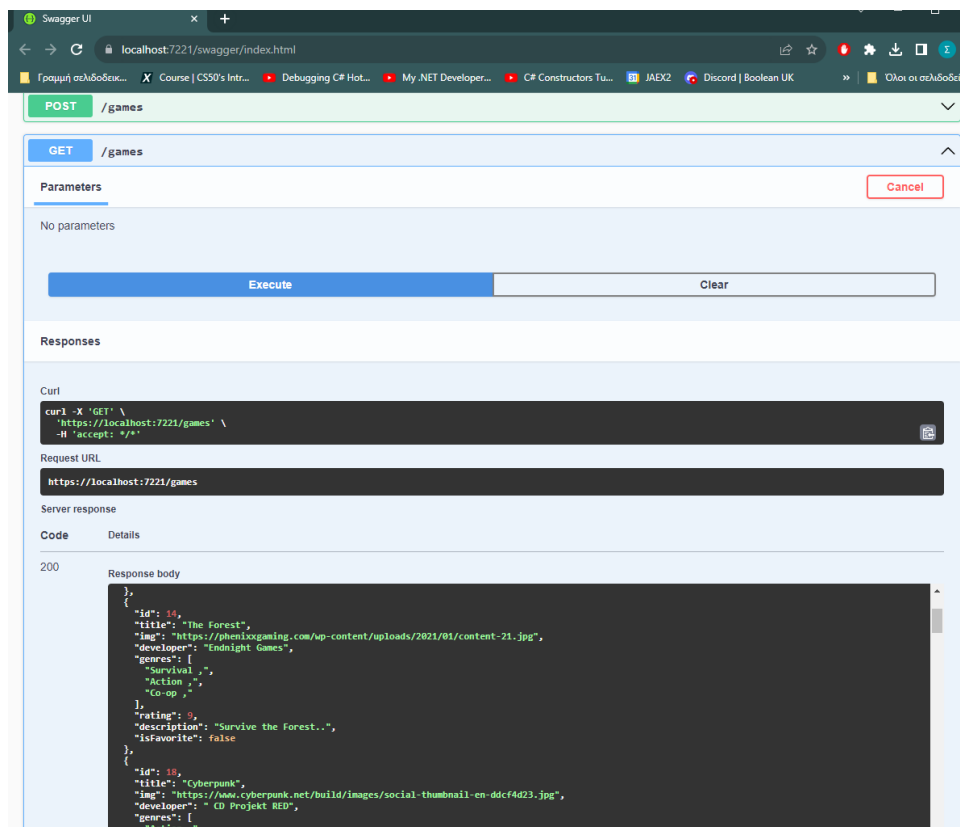 Swagger UI
localhost:7221/swagger/index.html
Γραμμή σελιδοδεικ...
Course | CS50's Intr...
Debugging C# Hot...
My .NET Developer...
C# Constructors Tu...
31
JAEX2
Discord | Boolean UK
»
Όλοι οι σελιδοδεί
POST /games
GET /games
Parameters
Cancel
No parameters
Execute
Clear
Responses
Curl
curl -X 'GET' \
'https://localhost:7221/games' \
-H 'accept: */*'
Request URL
https://localhost:7221/games
Server response
Code Details
200
Response body
},
{
"id": 14,
"title": "The Forest",
"img": "https://phenixxgaming.com/wp-content/uploads/2021/01/content-21.jpg",
"developer": "Endnight Games",
"genres": [
"Survival ,",
"Action ,",
"Co-op ,"
],
"rating": 9,
"description": "Survive the Forest..",
"isFavorite": false
},
{
"id": 18,
"title": "Cyberpunk",
"img": "https://www.cyberpunk.net/build/images/social-thumbnail-en-ddcf4d23.jpg",
"developer": " CD Projekt RED",
"genres": [